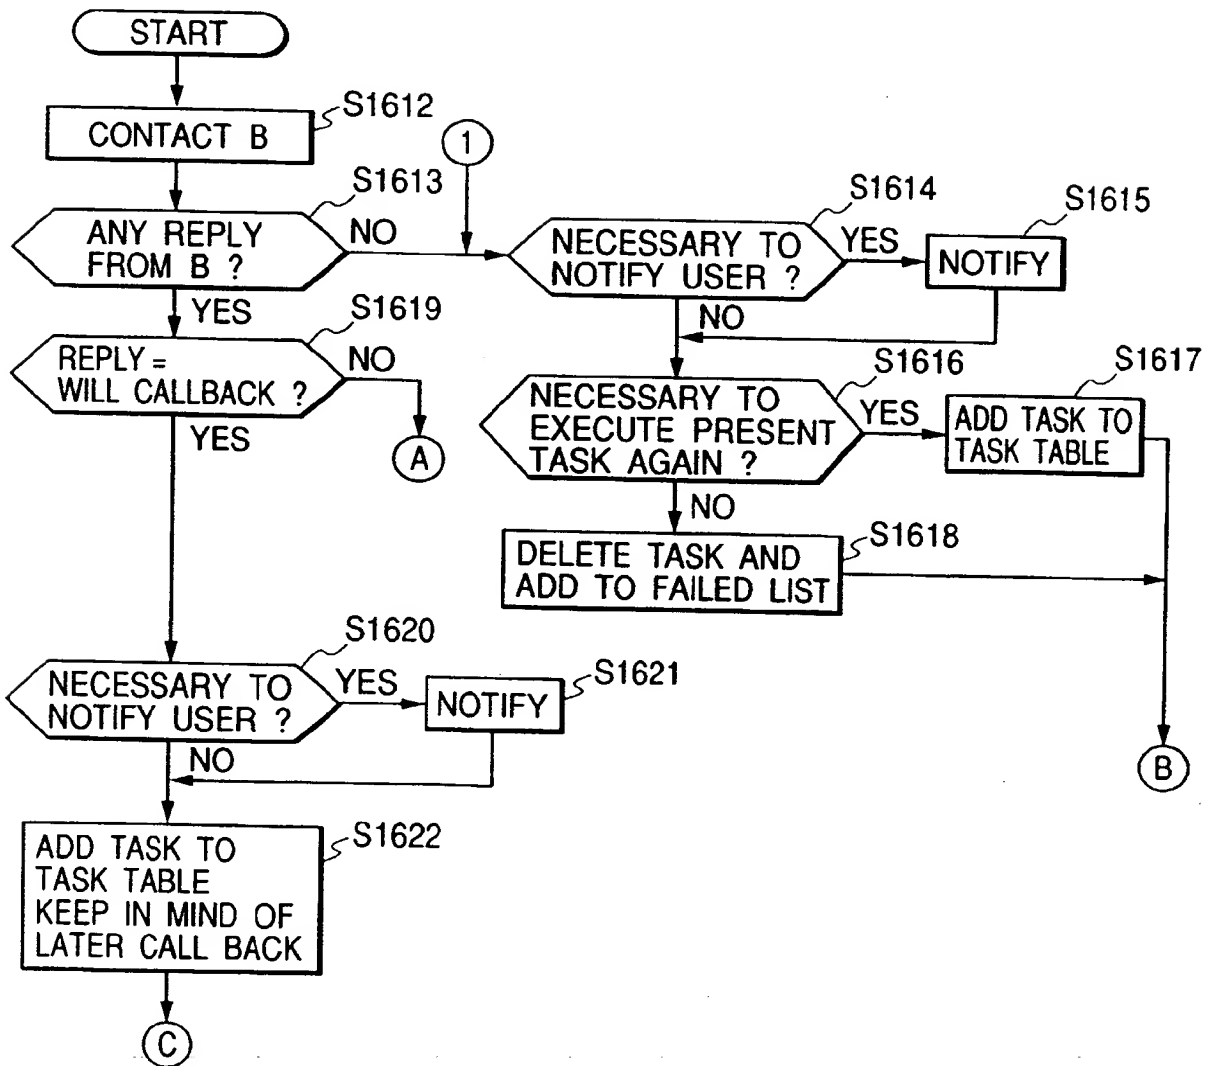 START
S1612
CONTACT B
1
S1613
ANY REPLY
FROM B ?
NO
S1614
NECESSARY TO
NOTIFY USER ?
YES
S1615
NOTIFY
NO
YES
S1619
REPLY =
WILL CALLBACK ?
NO
A
YES
S1616
NECESSARY TO
EXECUTE PRESENT
TASK AGAIN ?
YES
S1617
ADD TASK TO
TASK TABLE
NO
S1618
DELETE TASK AND
ADD TO FAILED LIST
B
S1620
NECESSARY TO
NOTIFY USER ?
YES
S1621
NOTIFY
NO
S1622
ADD TASK TO
TASK TABLE
KEEP IN MIND OF
LATER CALL BACK
C